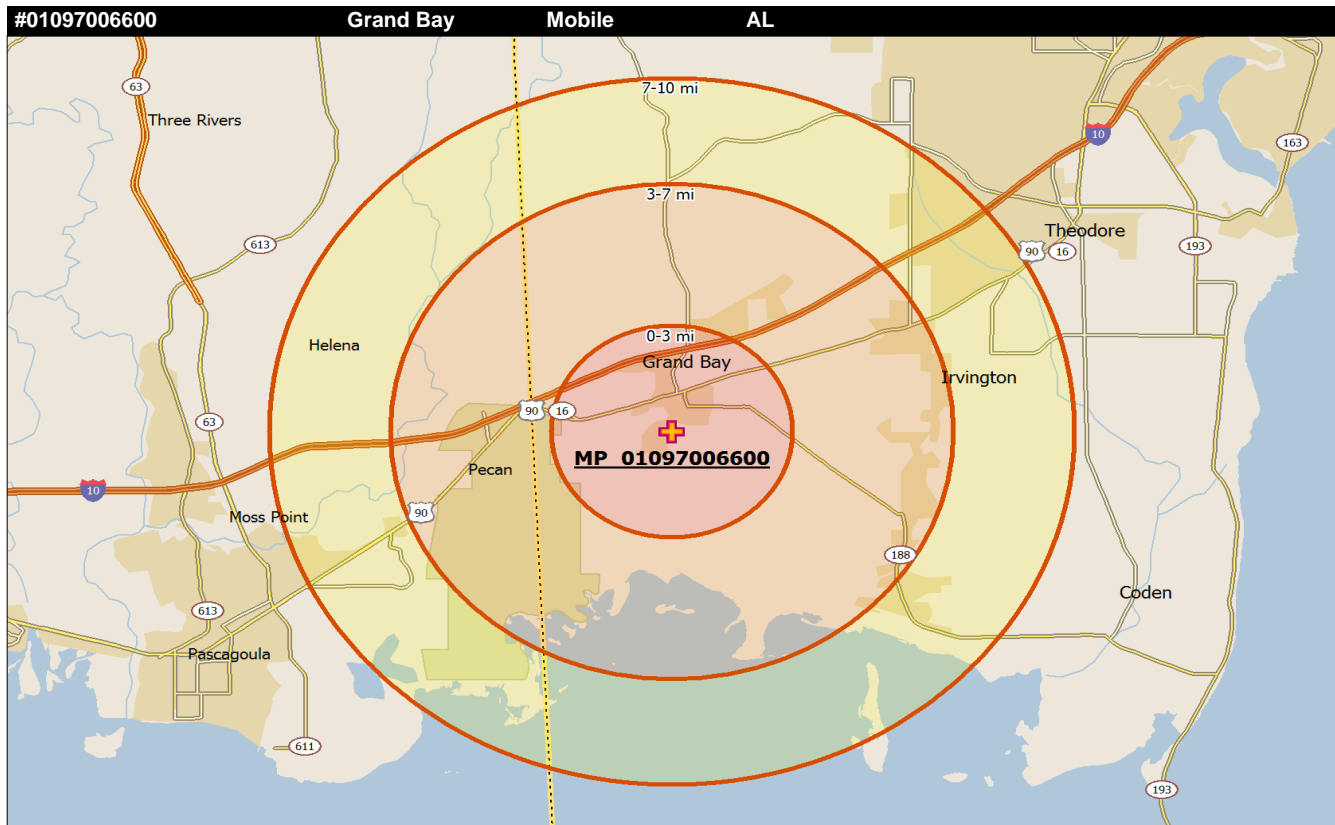 #01097006600 Grand Bay Mobile AL
7-10 mi
63
Three Rivers
10
163
3-7 mi
613
Theodore
90 16
193
0-3 mi
Helena
Grand Bay
Irvington
90 16
63
MP 01097006600
Pecan
10
90
Moss Point
188
Coden
613
Pascagoula
611
193